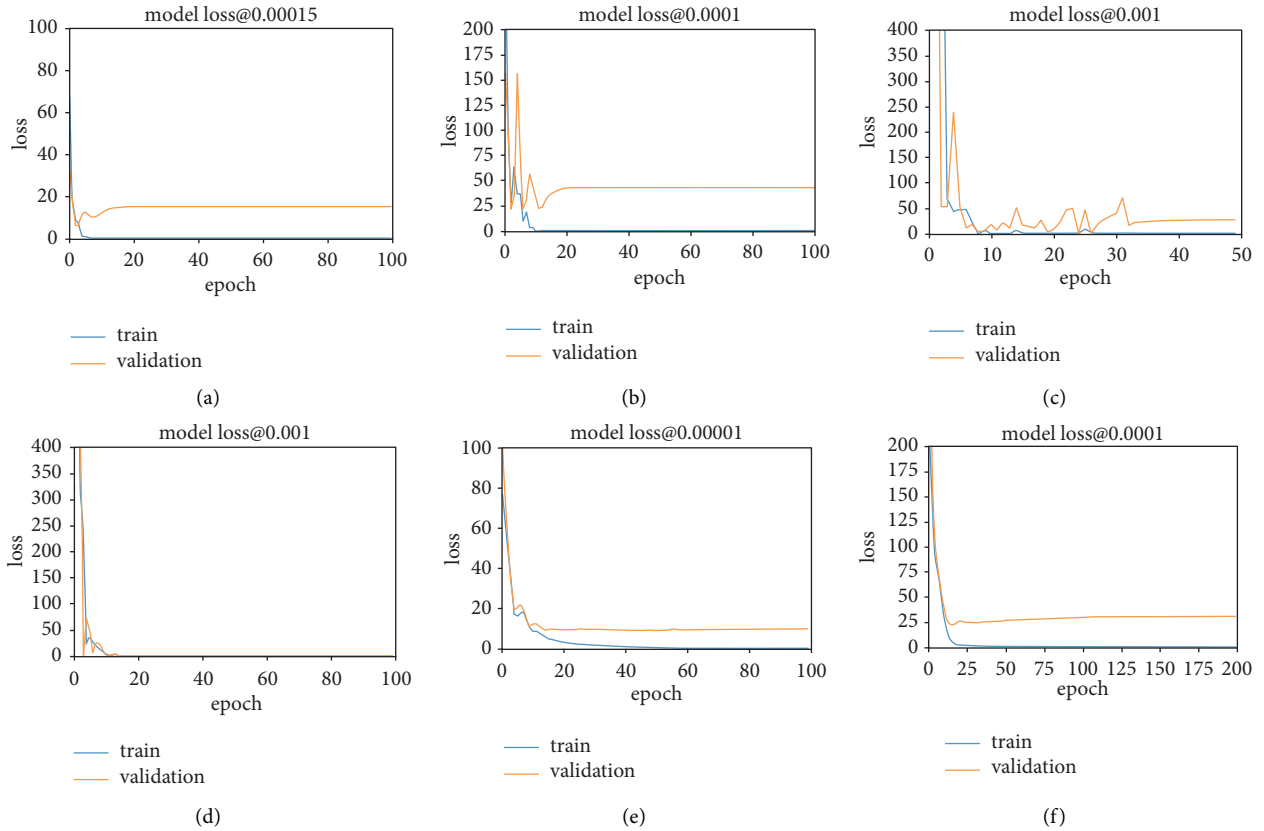 model loss@0.00015
100
80
60
40
20
0
loss
0 20 40 60 80 100
epoch
train
validation
(a)
model loss@0.0001
200
175
150
125
100
75
50
25
0
loss
0 20 40 60 80 100
epoch
train
validation
(b)
model loss@0.001
400
350
300
250
200
150
100
50
0
loss
0 10 20 30 40 50
epoch
train
validation
(c)
model loss@0.001
400
350
300
250
200
150
100
50
0
loss
0 20 40 60 80 100
epoch
train
validation
(d)
model loss@0.00001
100
80
60
40
20
0
loss
0 20 40 60 80 100
epoch
train
validation
(e)
model loss@0.0001
200
175
150
125
100
75
50
25
0
loss
0 25 50 75 100 125 150 175 200
epoch
train
validation
(f)